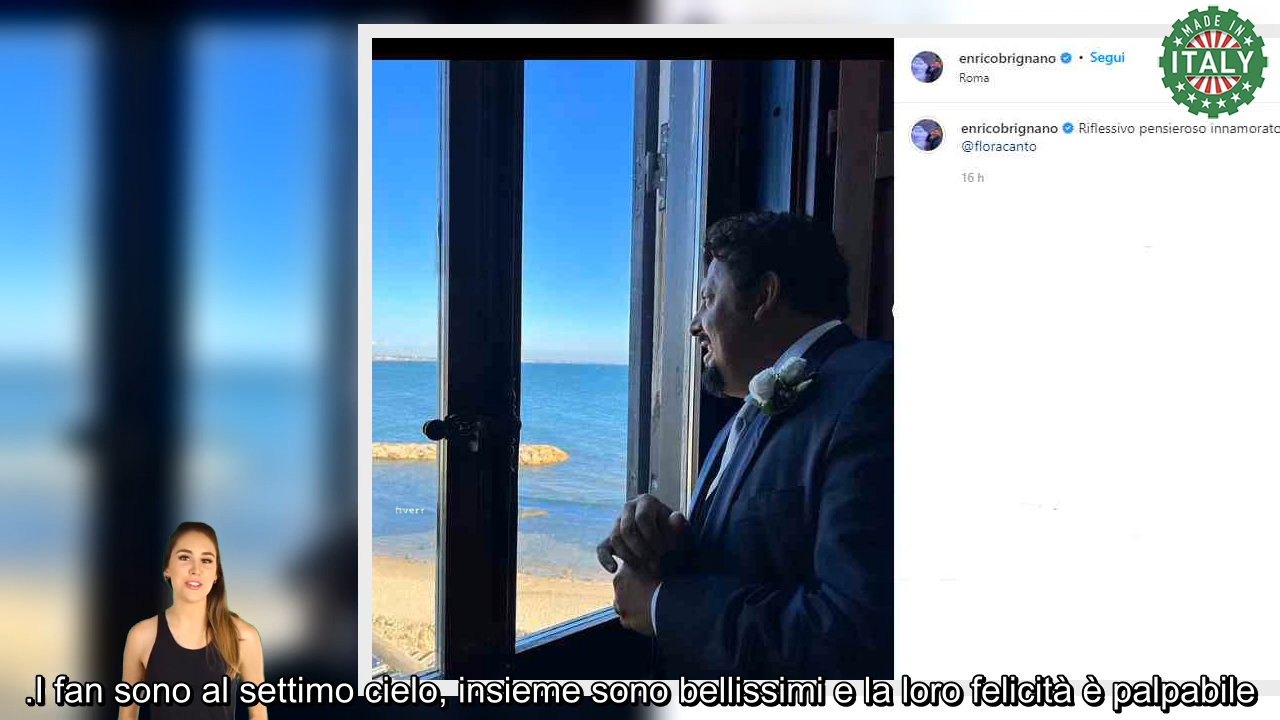 MADE IN
ITALY
enricobrignano • Segui
Roma
enricobrignano Riflessivo pensieroso innamorato
@floracanto
16 h
fiverr
.I fan sono al settimo cielo, insieme sono bellissimi e la loro felicità è palpabile